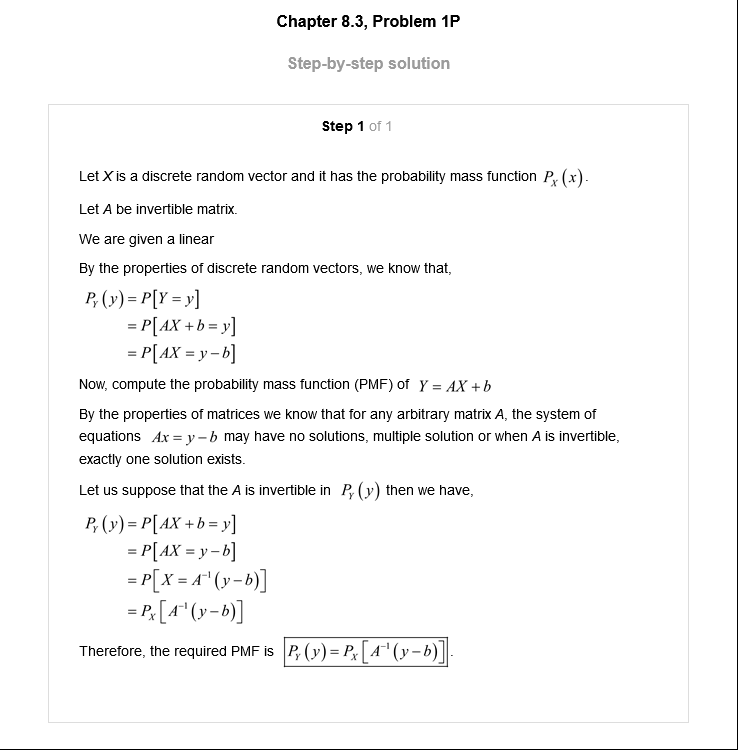 Chapter 8.3, Problem 1P
Step-by-step solution
Step 1 of 1
Let X is a discrete random vector and it has the probability mass function P_X (x).
Let A be invertible matrix.
We are given a linear
By the properties of discrete random vectors, we know that,
P_Y (y) = P[Y = y]
= P[AX + b = y]
= P[AX = y − b]
Now, compute the probability mass function (PMF) of Y = AX + b
By the properties of matrices we know that for any arbitrary matrix A, the system of
equations Ax = y − b may have no solutions, multiple solution or when A is invertible,
exactly one solution exists.
Let us suppose that the A is invertible in P_Y (y) then we have,
P_Y (y) = P[AX + b = y]
= P[AX = y − b]
= P[X = A⁻¹ (y − b)]
= P_X [A⁻¹ (y − b)]
Therefore, the required PMF is P_Y (y) = P_X [A⁻¹ (y − b)].